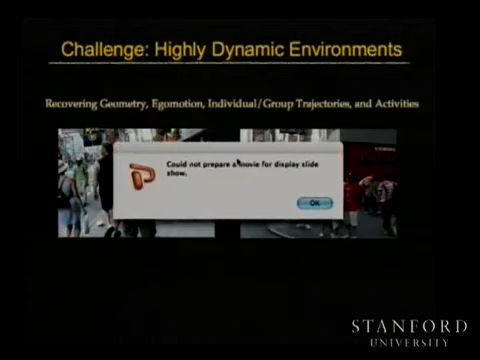 Challenge: Highly Dynamic Environments
Recovering Geometry, Egomotion, Individual/Group Trajectories, and Activities
Could not prepare a movie for display slide
show.
OK
STANFORD
UNIVERSITY